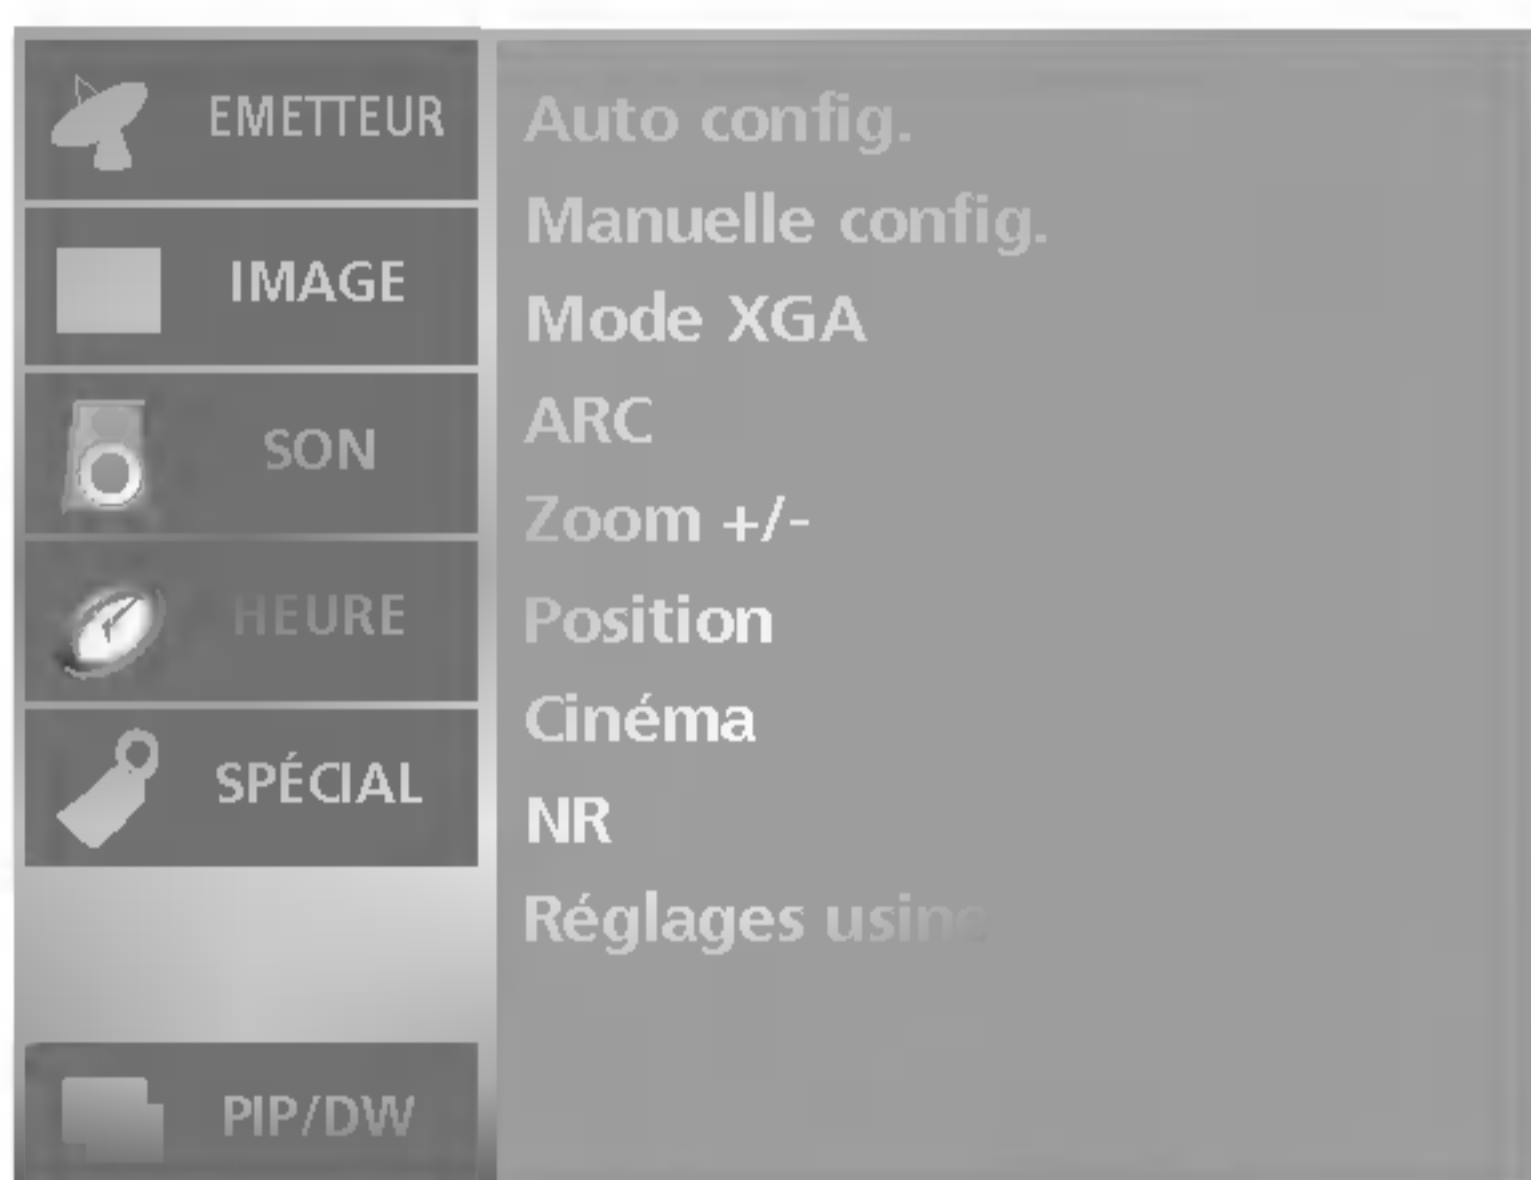 EMETTEUR
IMAGE
SON
HEURE
SPÉCIAL
PIP/DW
Auto config.
Manuelle config.
Mode XGA
ARC
Zoom +/-
Position
Cinéma
NR
Réglages usine